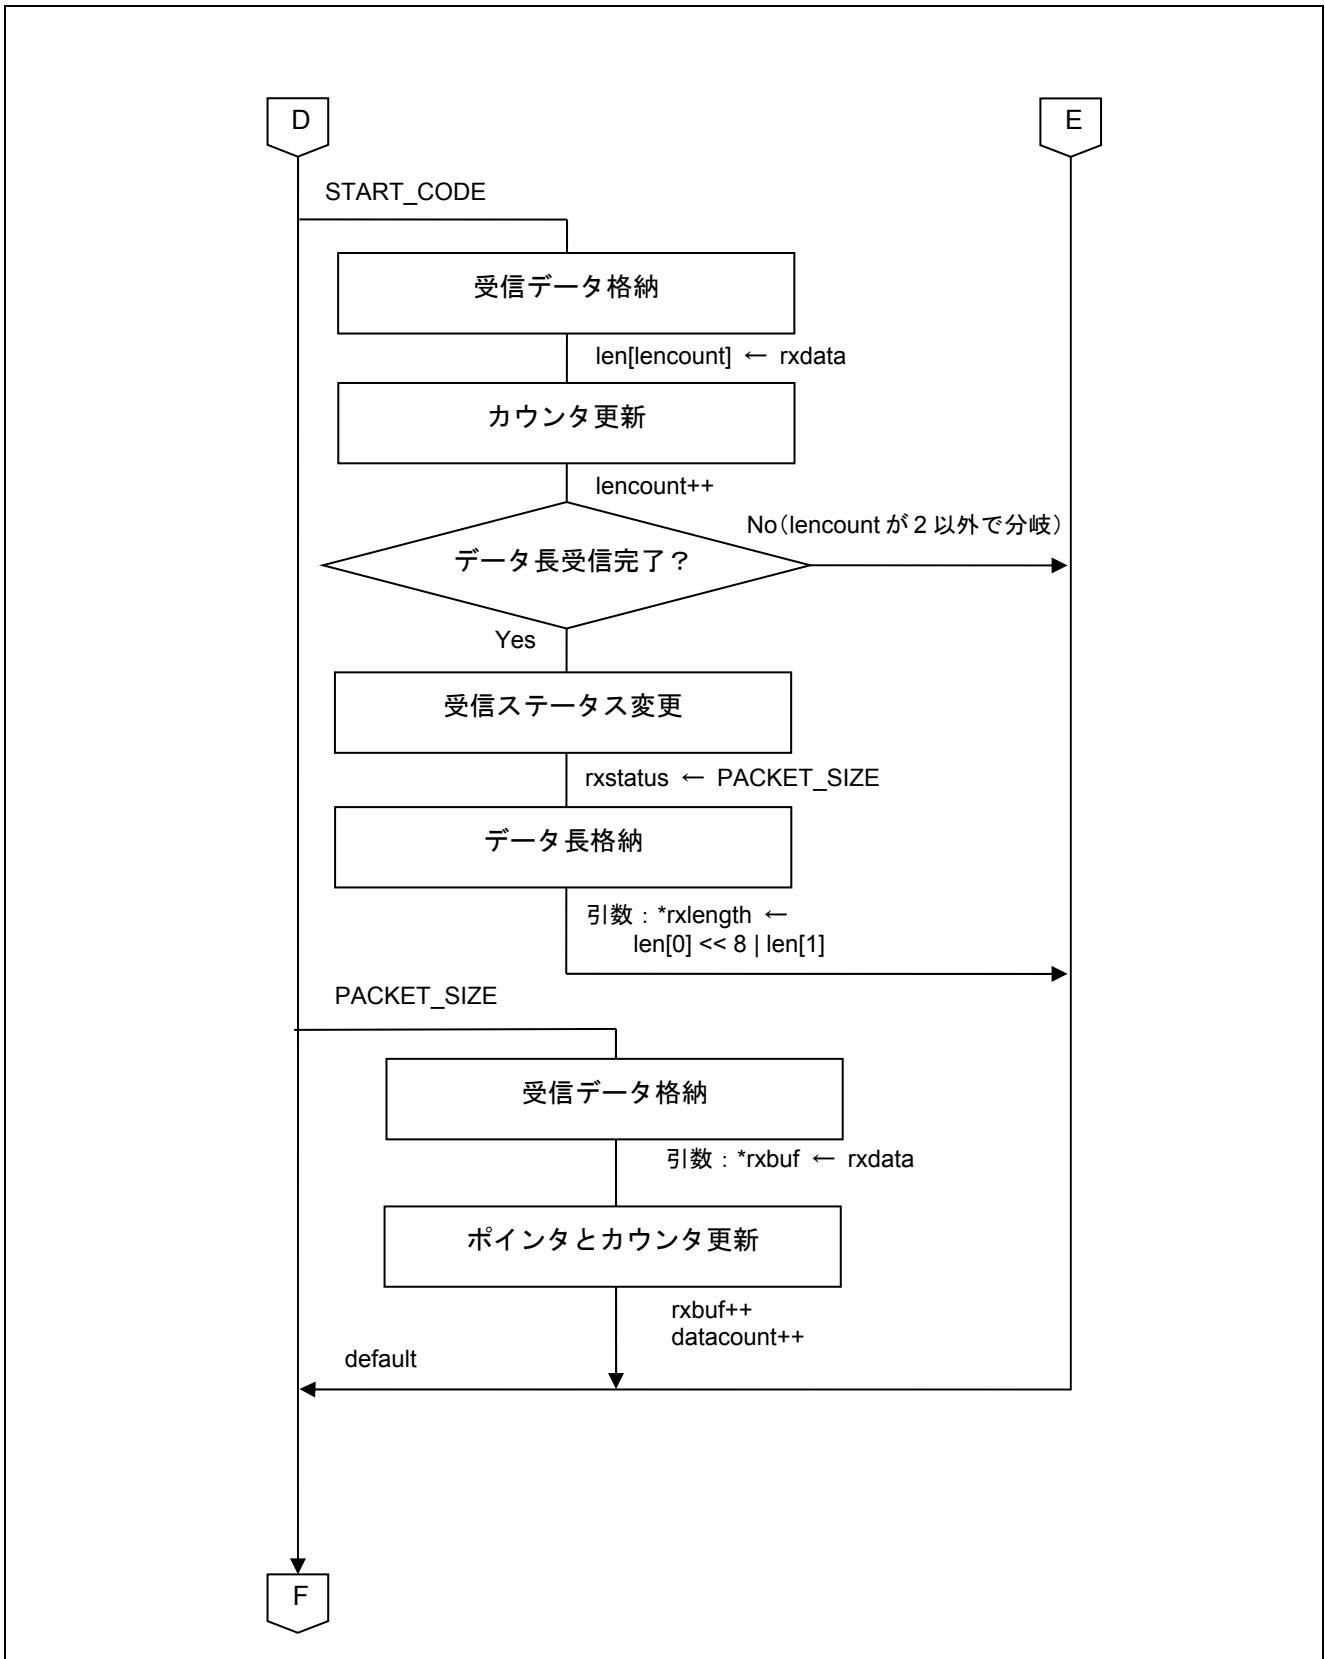 D
E
START_CODE
受信データ格納
len[lencount] ← rxdata
カウンタ更新
lencount++
No（lencount が 2 以外で分岐）
データ長受信完了？
Yes
受信ステータス変更
rxstatus ← PACKET_SIZE
データ長格納
引数：*rxlength ←
len[0] << 8 | len[1]
PACKET_SIZE
受信データ格納
引数：*rxbuf ← rxdata
ポインタとカウンタ更新
rxbuf++
datacount++
default
F